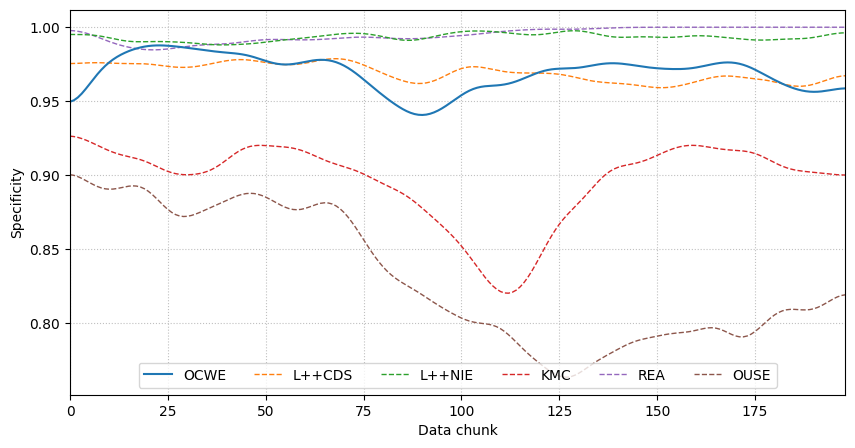 1.00
0.95
0.90
0.85
0.80
Specificity
OCWE L++CDS L++NIE KMC REA OUSE
0 25 50 75 100 125 150 175
Data chunk